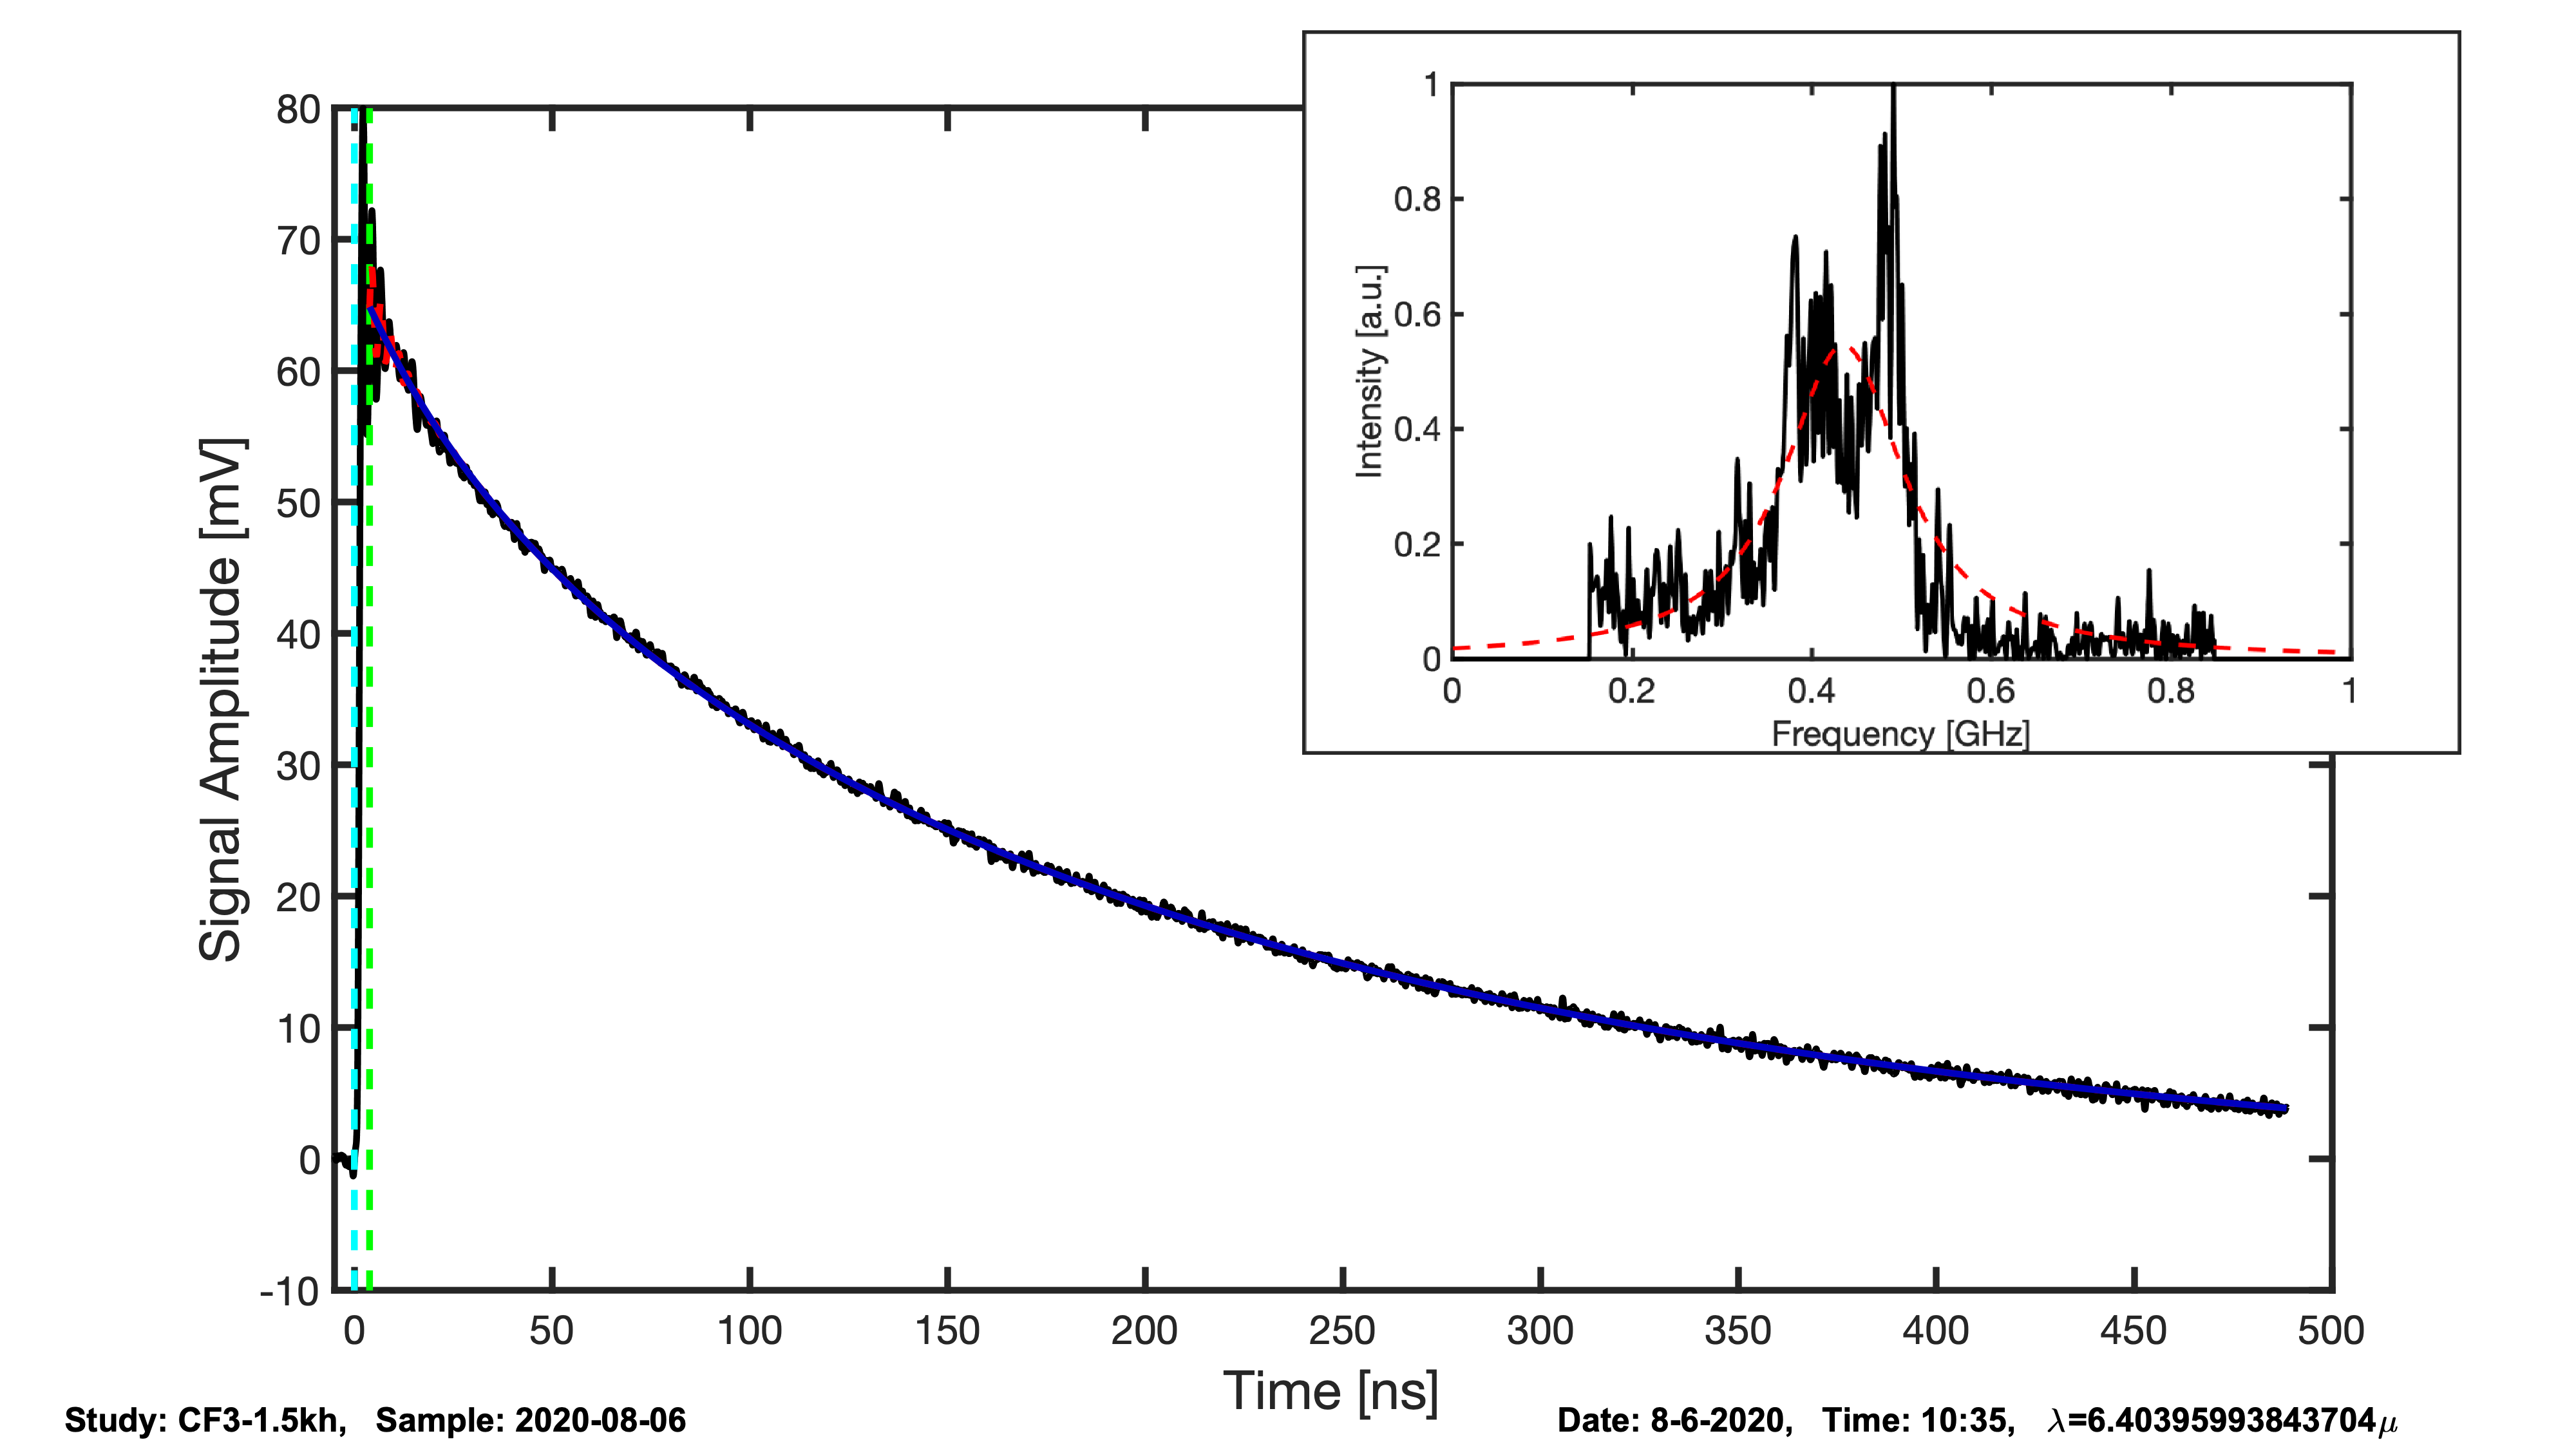 80
70
60
50
40
30
20
10
0
-10
Signal Amplitude [mV]
0 50 100 150 200 250 300 350 400 450 500
Time [ns]
1
0.8
0.6
0.4
0.2
0
Intensity [a.u.]
0 0.2 0.4 0.6 0.8 1
Frequency [GHz]
Study: CF3-1.5kh, Sample: 2020-08-06
Date: 8-6-2020, Time: 10:35, λ=6.40395993843704μ